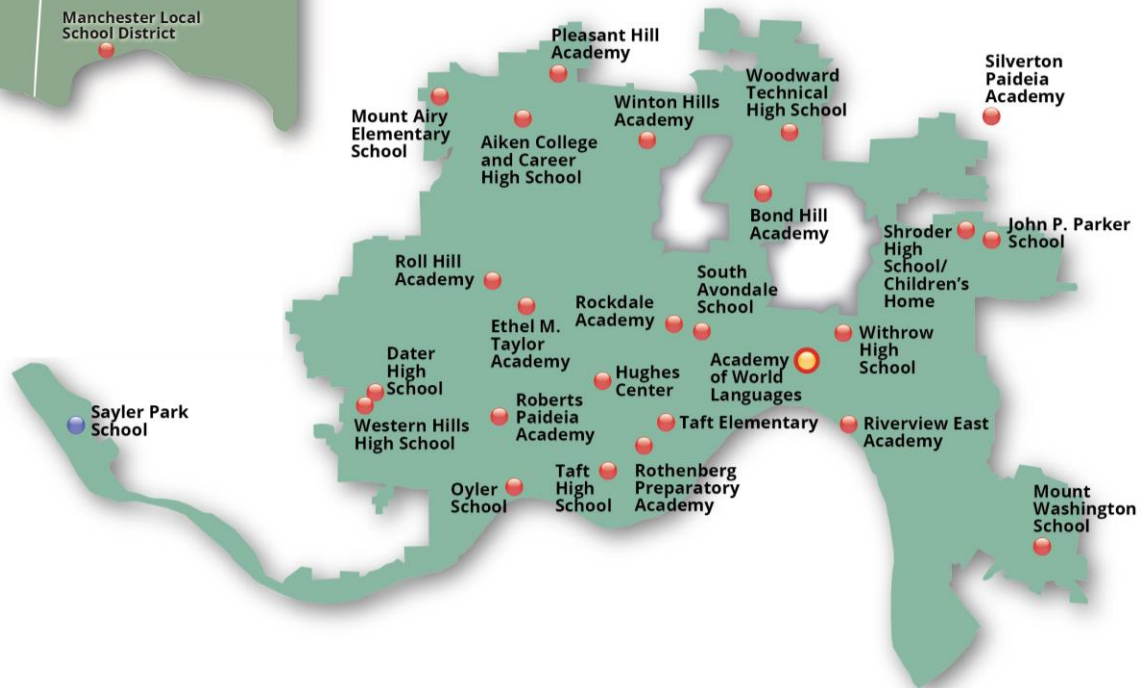 Manchester Local
School District
Pleasant Hill
Academy
Silverton
Paideia
Academy
Woodward
Technical
High School
Winton Hills
Academy
Mount Airy
Elementary
School
Aiken College
and Career
High School
Bond Hill
Academy
Shroder
High
School/
Children's
Home
John P. Parker
School
Roll Hill
Academy
South
Avondale
School
Rockdale
Academy
Ethel M.
Taylor
Academy
Withrow
High
School
Academy
of World
Languages
Dater
High
School
Hughes
Center
Sayler Park
School
Western Hills
High School
Roberts
Paideia
Academy
Taft Elementary
Riverview East
Academy
Oyler
School
Taft
High
School
Rothenberg
Preparatory
Academy
Mount
Washington
School